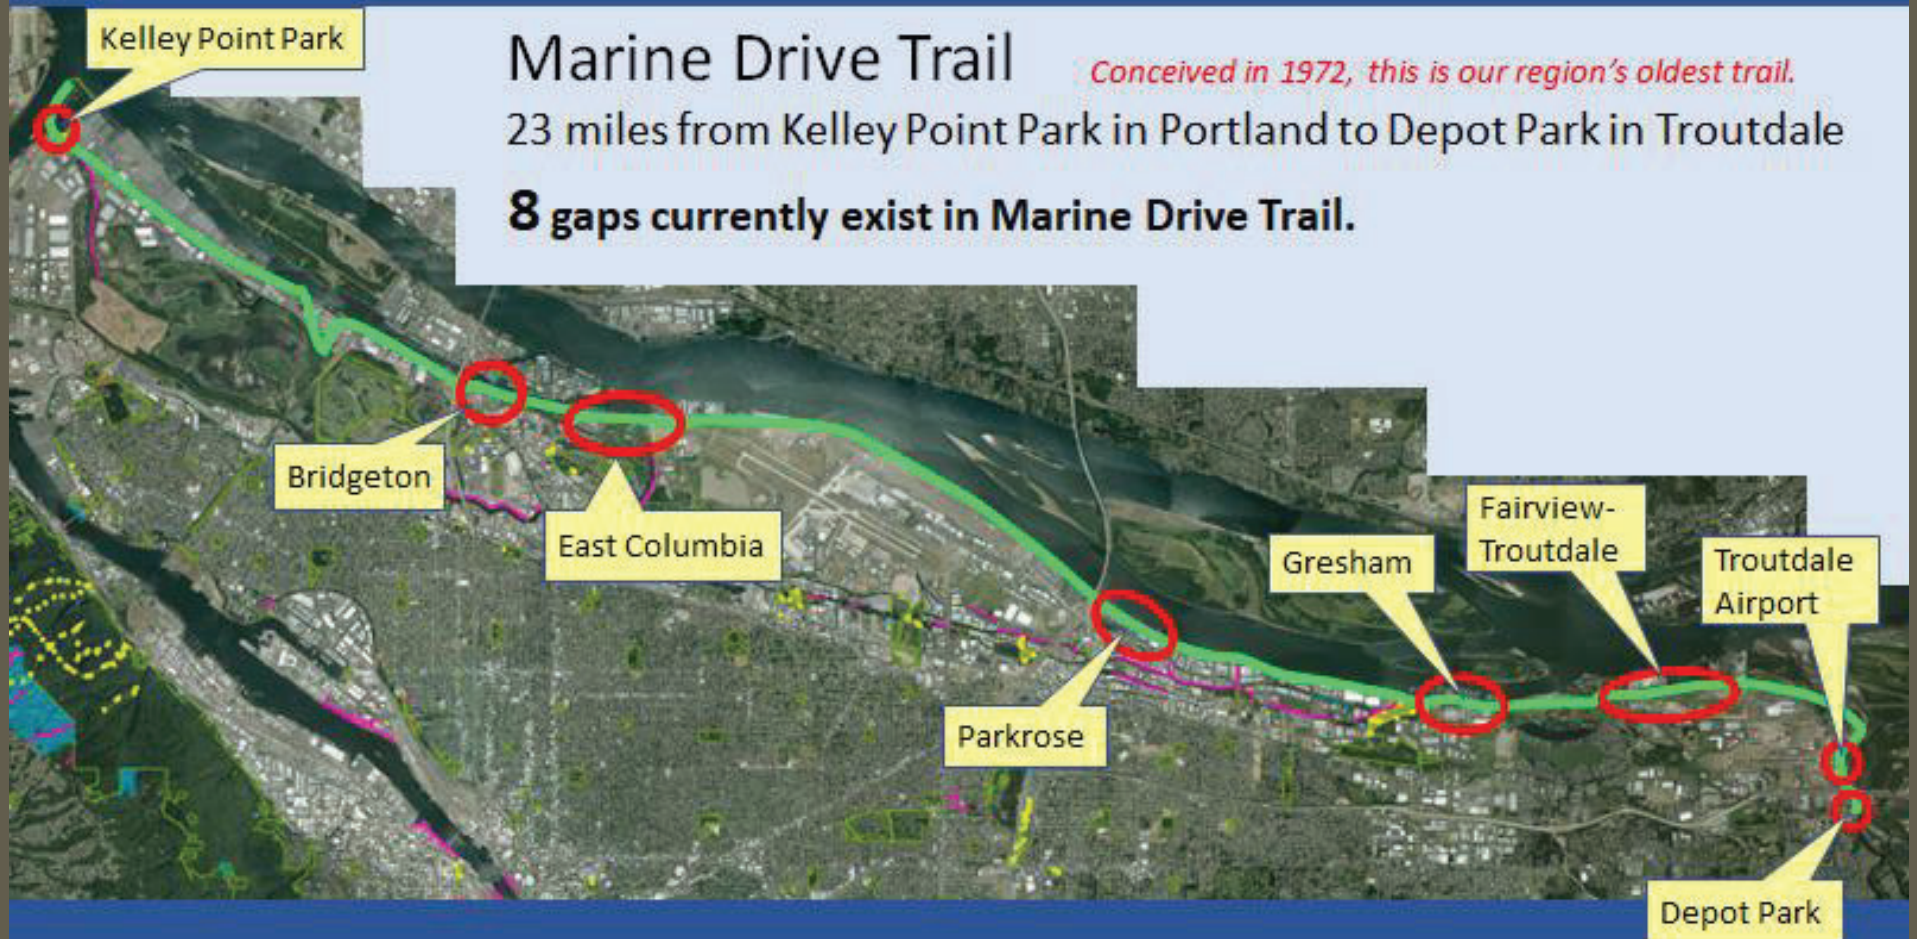 Kelley Point Park
Marine Drive Trail
Conceived in 1972, this is our region's oldest trail.
23 miles from Kelley Point Park in Portland to Depot Park in Troutdale
8 gaps currently exist in Marine Drive Trail.
Bridgeton
East Columbia
Parkrose
Gresham
Fairview-
Troutdale
Troutdale
Airport
Depot Park